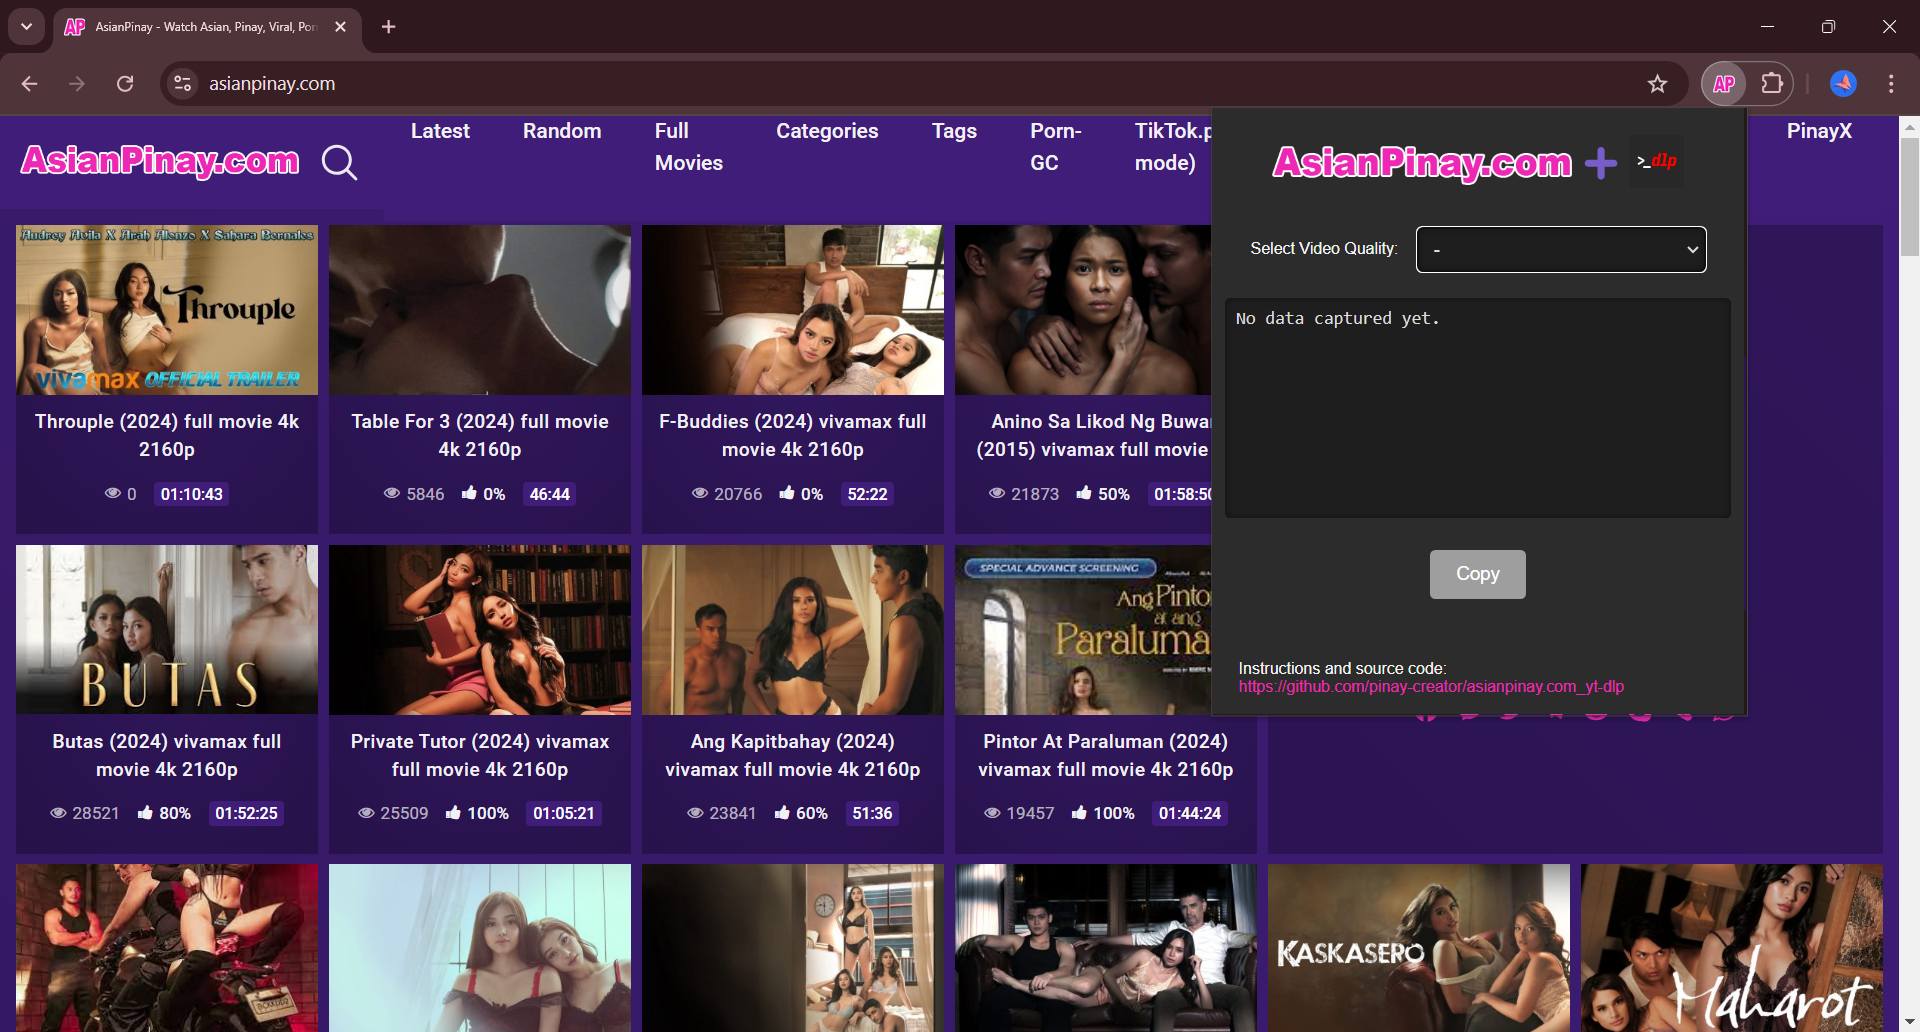 AP AsianPinay - Watch Asian, Pinay, Viral, Por
asianpinay.com
AP
AsianPinay.com
Latest
Random
Full
Movies
Categories
Tags
Porn-
GC
TikTok.p
mode)
PinayX
AsianPinay.com + >_dlp
Select Video Quality: -
No data captured yet.
Copy
Instructions and source code:
https://github.com/pinay-creator/asianpinay.com_yt-dlp
Audrey Avila X Arah Alonzo X Sahara Bernales
Throuple
vivamax OFFICIAL TRAILER
Throuple (2024) full movie 4k
2160p
0 01:10:43
Table For 3 (2024) full movie
4k 2160p
5846 0% 46:44
F-Buddies (2024) vivamax full
movie 4k 2160p
20766 0% 52:22
Anino Sa Likod Ng Buwan
(2015) vivamax full movie
21873 50% 01:58:50
BUTAS
Butas (2024) vivamax full
movie 4k 2160p
28521 80% 01:52:25
Private Tutor (2024) vivamax
full movie 4k 2160p
25509 100% 01:05:21
Ang Kapitbahay (2024)
vivamax full movie 4k 2160p
23841 60% 51:36
SPECIAL ADVANCE SCREENING
Ang Pintor
at ang
Paraluma
Pintor At Paraluman (2024)
vivamax full movie 4k 2160p
19457 100% 01:44:24
KASKASERO
Maharot